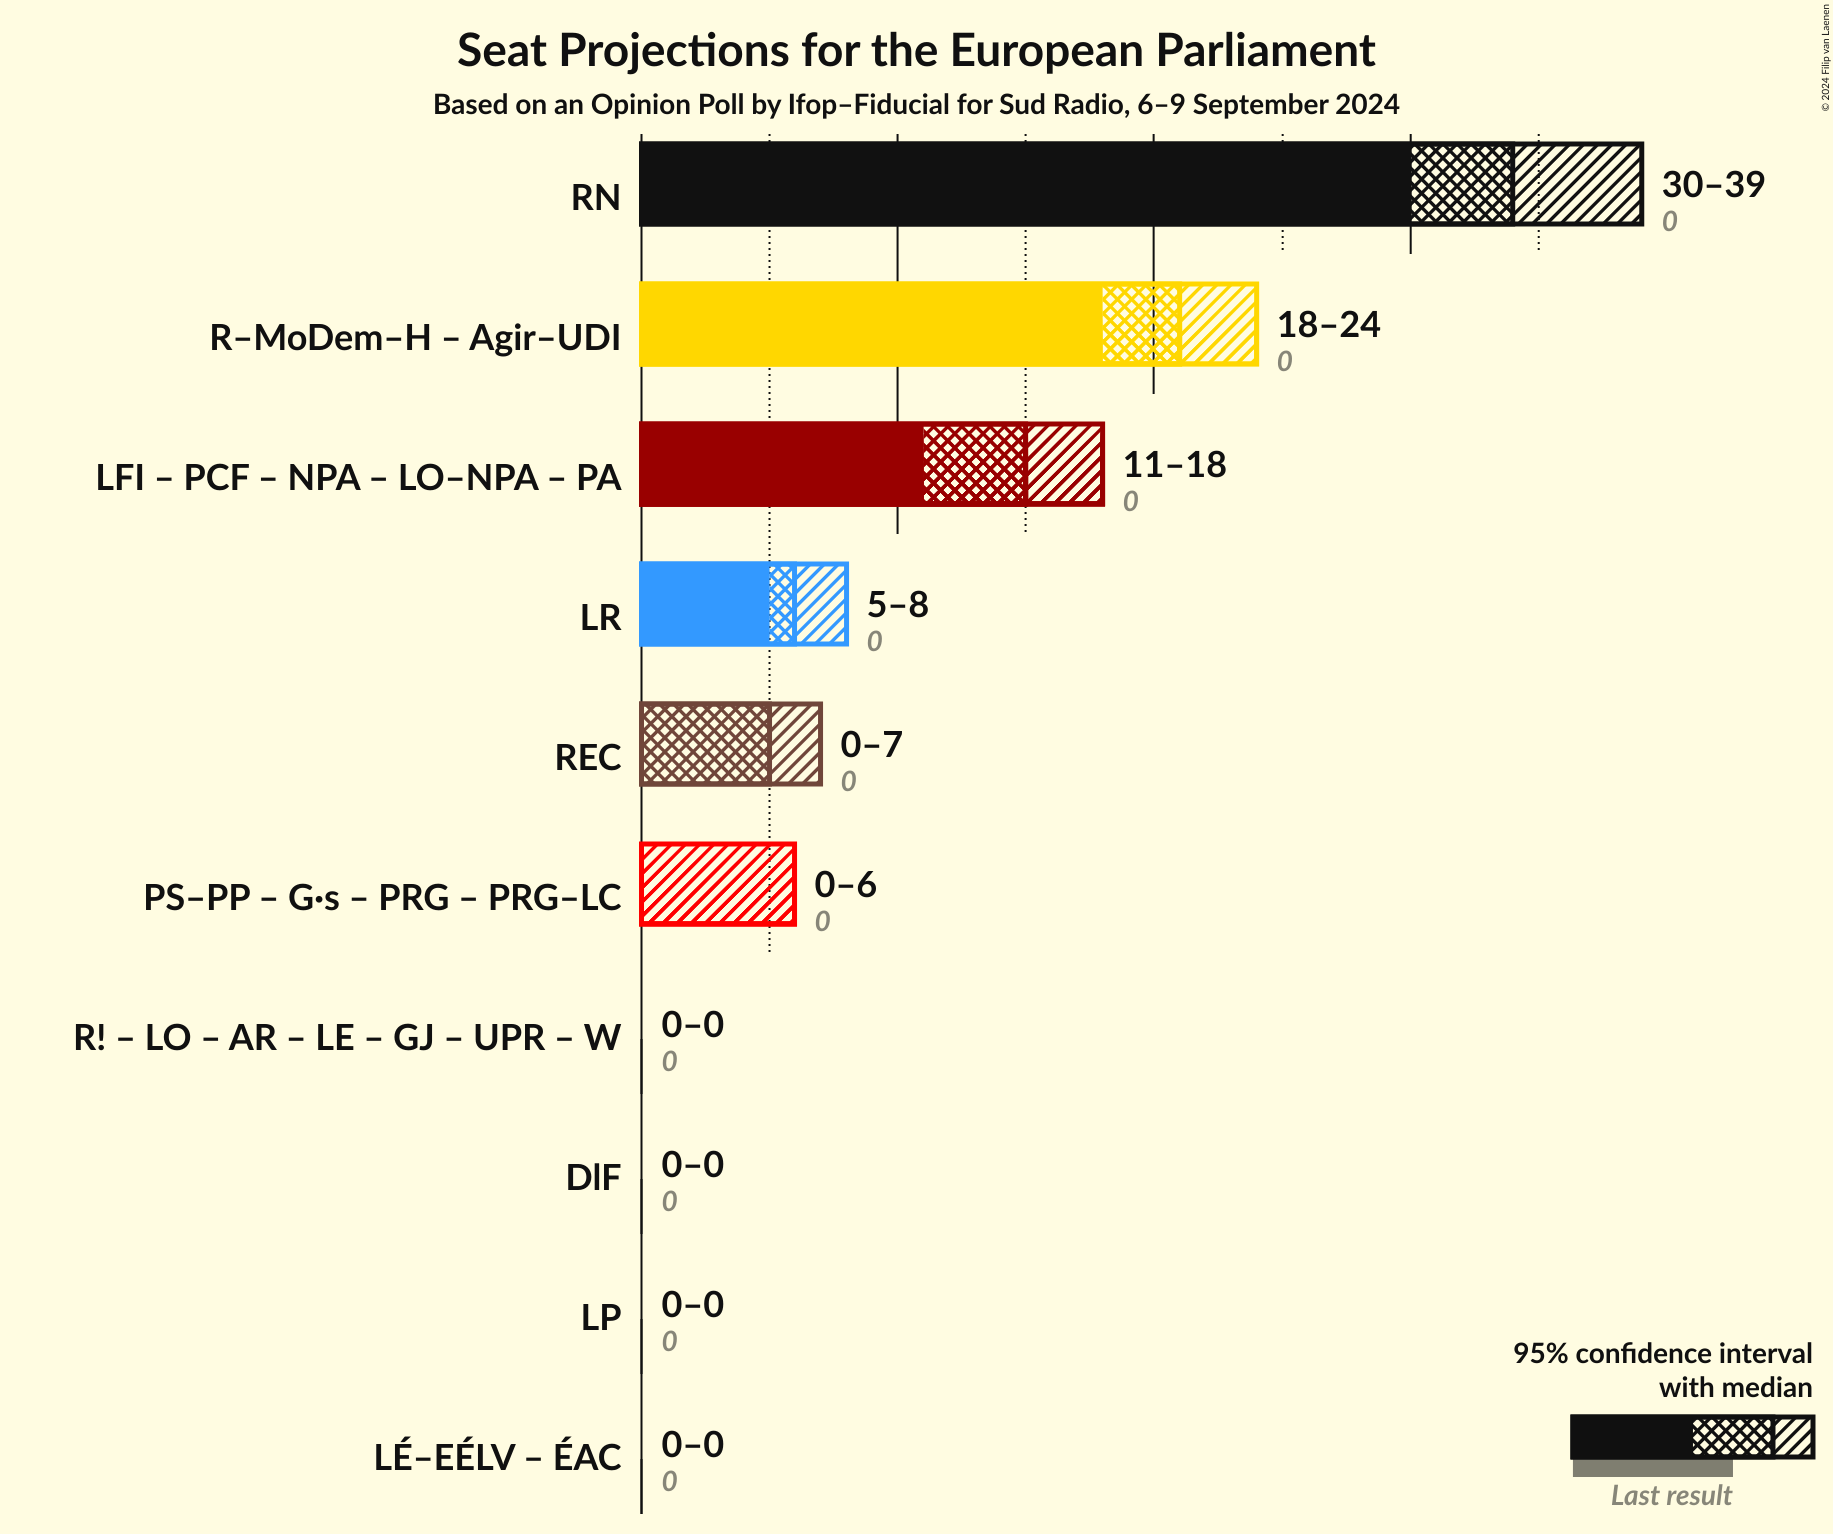 Seat Projections for the European Parliament
Based on an Opinion Poll by Ifop–Fiducial for Sud Radio, 6–9 September 2024
© 2024 Filip van Laenen
RN
30–39
0
R–MoDem–H – Agir–UDI
18–24
0
LFI – PCF – NPA – LO–NPA – PA
11–18
0
LR
5–8
0
REC
0–7
0
PS–PP – G·s – PRG – PRG–LC
0–6
0
R! – LO – AR – LE – GJ – UPR – W
0–0
0
DIF
0–0
0
LP
0–0
0
LÉ–EÉLV – ÉAC
0–0
0
95% confidence interval
with median
Last result